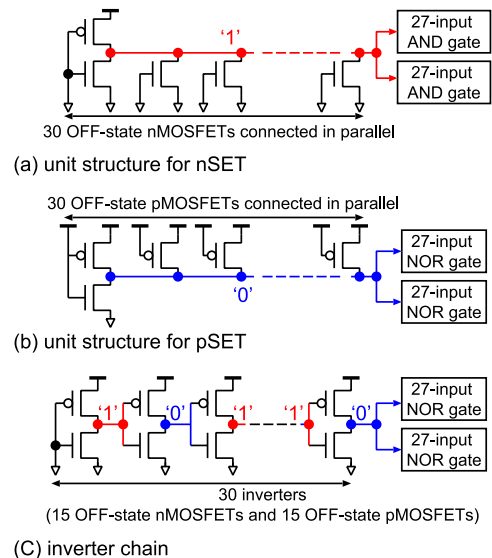 '1'
27-input
AND gate
27-input
AND gate
30 OFF-state nMOSFETs connected in parallel
(a) unit structure for nSET
30 OFF-state pMOSFETs connected in parallel
'0'
27-input
NOR gate
27-input
NOR gate
(b) unit structure for pSET
'1' '0' '1' '1' '0'
27-input
NOR gate
27-input
NOR gate
30 inverters
(15 OFF-state nMOSFETs and 15 OFF-state pMOSFETs)
(C) inverter chain